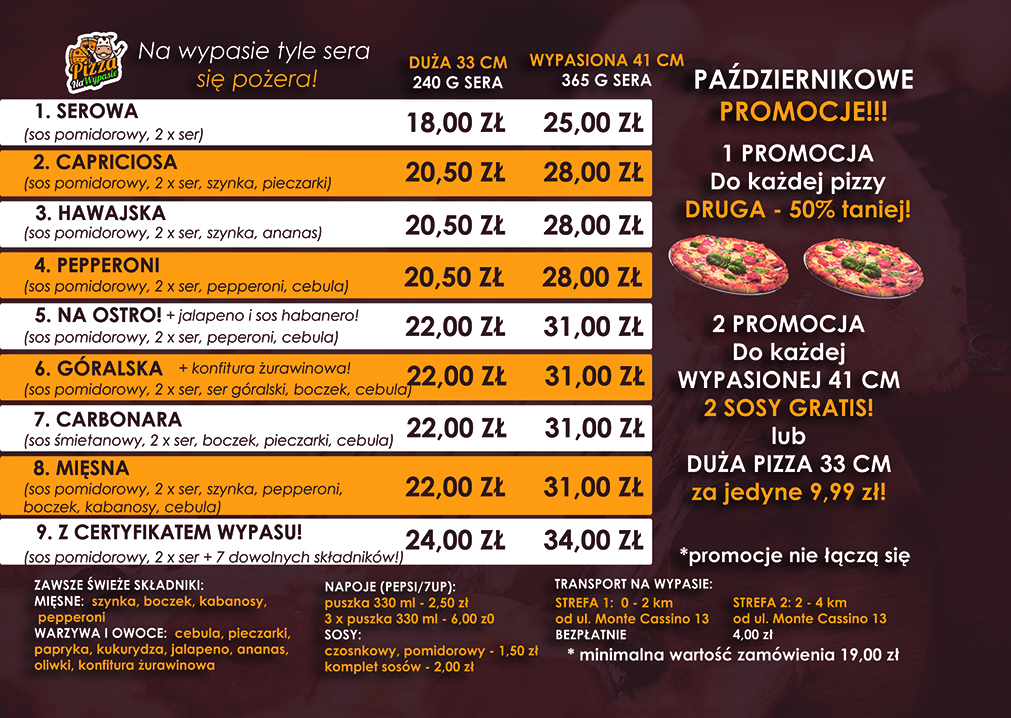 Pizza
Na Wypasie
Na wypasie tyle sera
się pożera!
DUŻA 33 CM
240 G SERA
WYPASIONA 41 CM
365 G SERA
1. SEROWA
(sos pomidorowy, 2 x ser)
18,00 ZŁ 25,00 ZŁ
2. CAPRICIOSA
(sos pomidorowy, 2 x ser, szynka, pieczarki)
20,50 ZŁ 28,00 ZŁ
3. HAWAJSKA
(sos pomidorowy, 2 x ser, szynka, ananas)
20,50 ZŁ 28,00 ZŁ
4. PEPPERONI
(sos pomidorowy, 2 x ser, pepperoni, cebula)
20,50 ZŁ 28,00 ZŁ
5. NA OSTRO! + jalapeno i sos habanero!
(sos pomidorowy, 2 x ser, peperoni, cebula)
22,00 ZŁ 31,00 ZŁ
6. GÓRALSKA + konfitura żurawinowa!
(sos pomidorowy, 2 x ser, ser góralski, boczek, cebula)
22,00 ZŁ 31,00 ZŁ
7. CARBONARA
(sos śmietanowy, 2 x ser, boczek, pieczarki, cebula)
22,00 ZŁ 31,00 ZŁ
8. MIĘSNA
(sos pomidorowy, 2 x ser, szynka, pepperoni,
boczek, kabanosy, cebula)
22,00 ZŁ 31,00 ZŁ
9. Z CERTYFIKATEM WYPASU!
(sos pomidorowy, 2 x ser + 7 dowolnych składników!)
24,00 ZŁ 34,00 ZŁ
PAŹDZIERNIKOWE
PROMOCJE!!!
1 PROMOCJA
Do każdej pizzy
DRUGA - 50% taniej!
2 PROMOCJA
Do każdej
WYPASIONEJ 41 CM
2 SOSY GRATIS!
lub
DUŻA PIZZA 33 CM
za jedyne 9,99 zł!
*promocje nie łączą się
ZAWSZE ŚWIEŻE SKŁADNIKI:
MIĘSNE: szynka, boczek, kabanosy,
pepperoni
WARZYWA I OWOCE: cebula, pieczarki,
papryka, kukurydza, jalapeno, ananas,
oliwki, konfitura żurawinowa
NAPOJE (PEPSI/7UP):
puszka 330 ml - 2,50 zł
3 x puszka 330 ml - 6,00 z0
SOSY:
czosnkowy, pomidorowy - 1,50 zł
komplet sosów - 2,00 zł
TRANSPORT NA WYPASIE:
STREFA 1: 0 - 2 km
od ul. Monte Cassino 13
BEZPŁATNIE
STREFA 2: 2 - 4 km
od ul. Monte Cassino 13
4,00 zł
* minimalna wartość zamówienia 19,00 zł